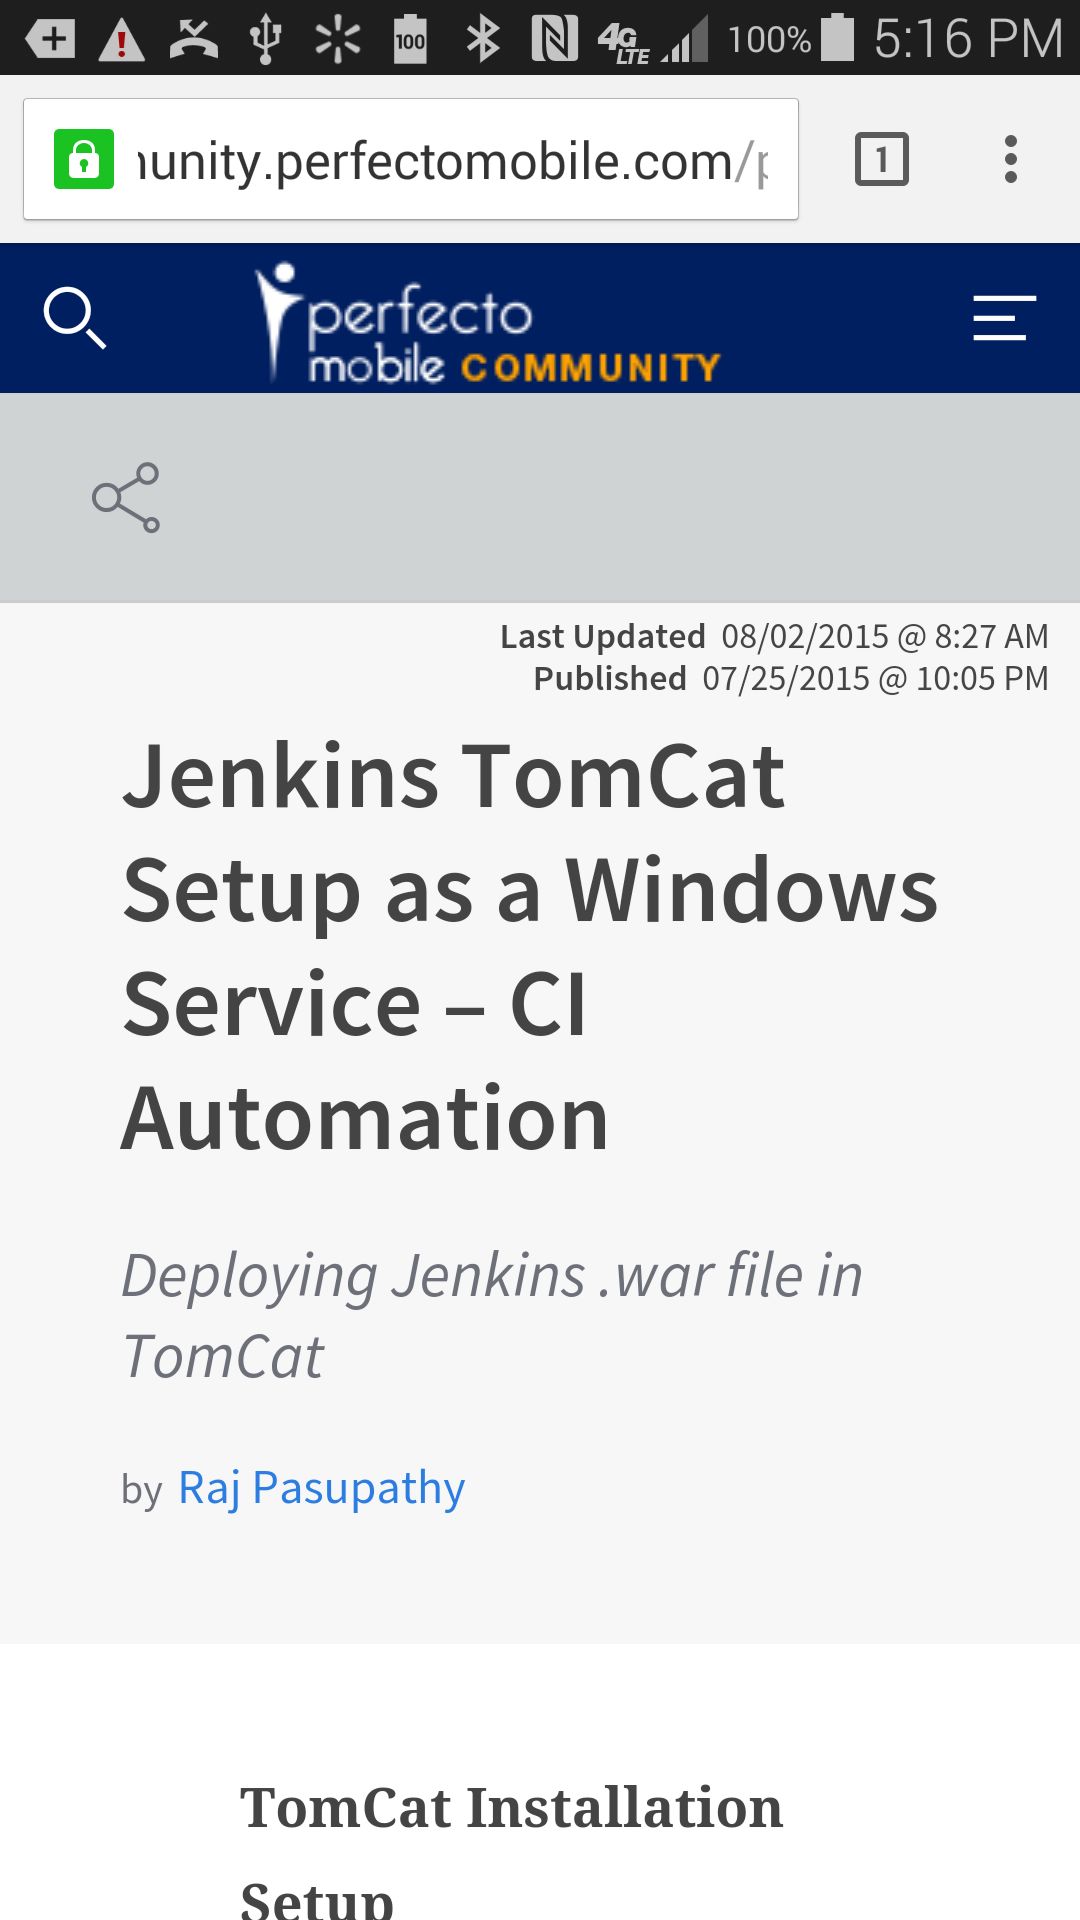 100 4G LTE 100% 5:16 PM
unity.perfectomobile.com/p
1
perfecto
mobile COMMUNITY
Last Updated 08/02/2015 @ 8:27 AM
Published 07/25/2015 @ 10:05 PM
Jenkins TomCat
Setup as a Windows
Service – CI
Automation
Deploying Jenkins .war file in
TomCat
by Raj Pasupathy
TomCat Installation
Setup